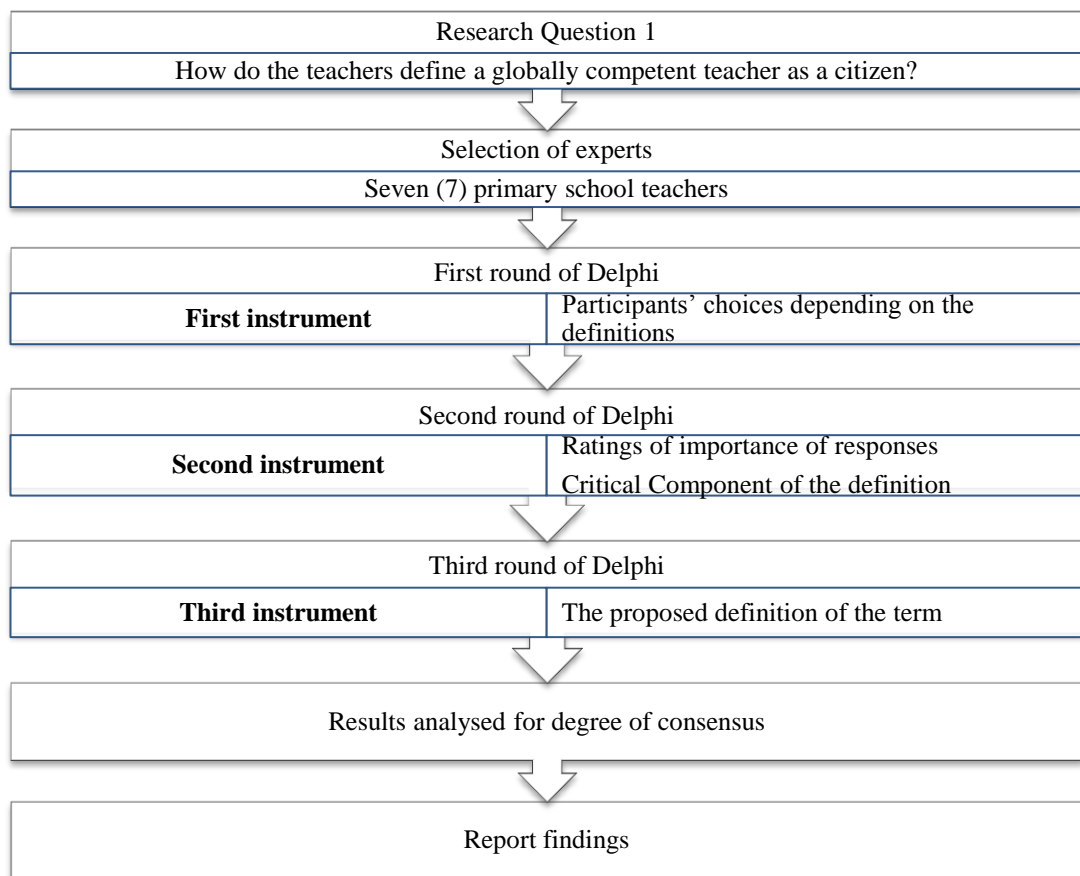 Research Question 1
How do the teachers define a globally competent teacher as a citizen?
Selection of experts
Seven (7) primary school teachers
First round of Delphi
First instrument
Participants’ choices depending on the
definitions
Second round of Delphi
Second instrument
Ratings of importance of responses
Critical Component of the definition
Third round of Delphi
Third instrument
The proposed definition of the term
Results analysed for degree of consensus
Report findings